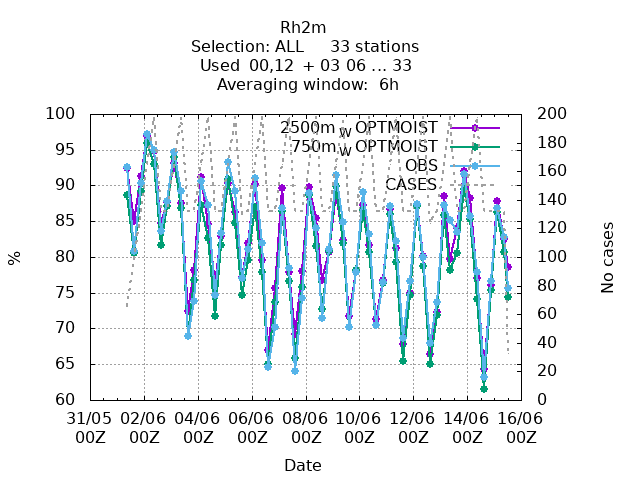 Rh2m
Selection: ALL 33 stations
Used 00,12 + 03 06 ... 33
Averaging window: 6h
100
95
90
85
80
75
70
65
60
%
200
180
160
140
120
100
80
60
40
20
0
No cases
2500m_W OPTMOIST
750m_W OPTMOIST
OBS
CASES
31/05 02/06 04/06 06/06 08/06 10/06 12/06 14/06 16/06
00Z 00Z 00Z 00Z 00Z 00Z 00Z 00Z 00Z
Date